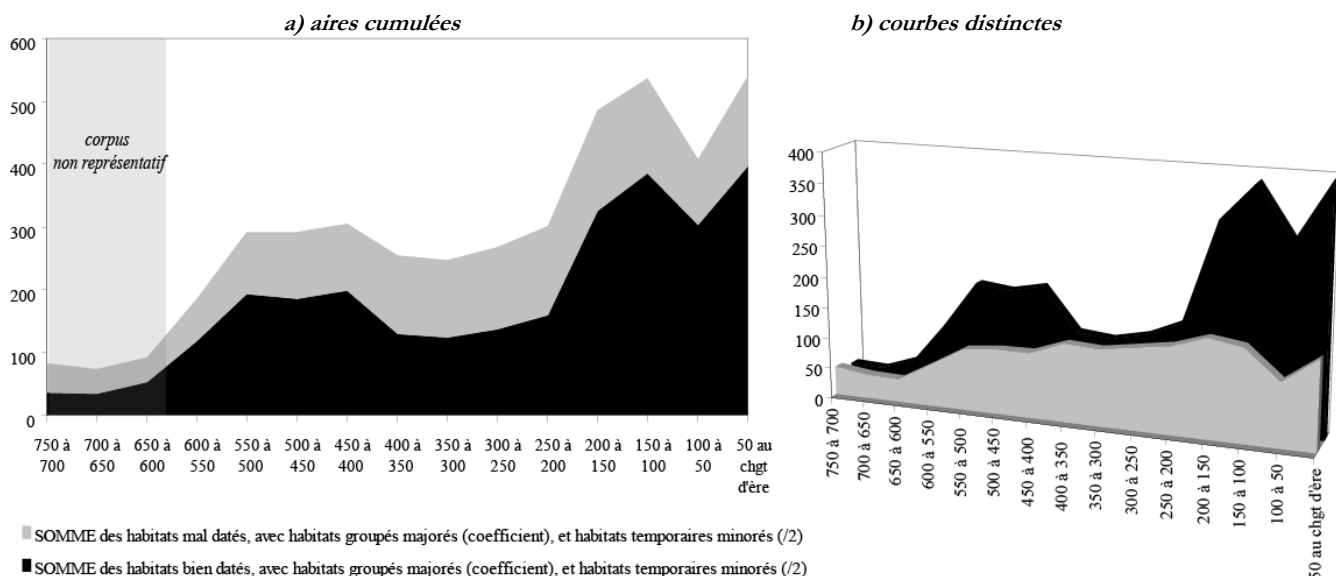 a) aires cumulées
b) courbes distinctes
600
500
400
300
200
100
0
corpus
non représentatif
750 à
700
700 à
650
650 à
600
600 à
550
550 à
500
500 à
450
450 à
400
400 à
350
350 à
300
300 à
250
250 à
200
200 à
150
150 à
100
100 à
50
50 au
chgt
d'ère
400
350
300
250
200
150
100
50
0
750 à 700
700 à 650
650 à 600
600 à 550
550 à 500
500 à 450
450 à 400
400 à 350
350 à 300
300 à 250
250 à 200
200 à 150
150 à 100
100 à 50
50 au chgt d'ère
SOMME des habitats mal datés, avec habitats groupés majorés (coefficient), et habitats temporaires minorés (/2)
SOMME des habitats bien datés, avec habitats groupés majorés (coefficient), et habitats temporaires minorés (/2)